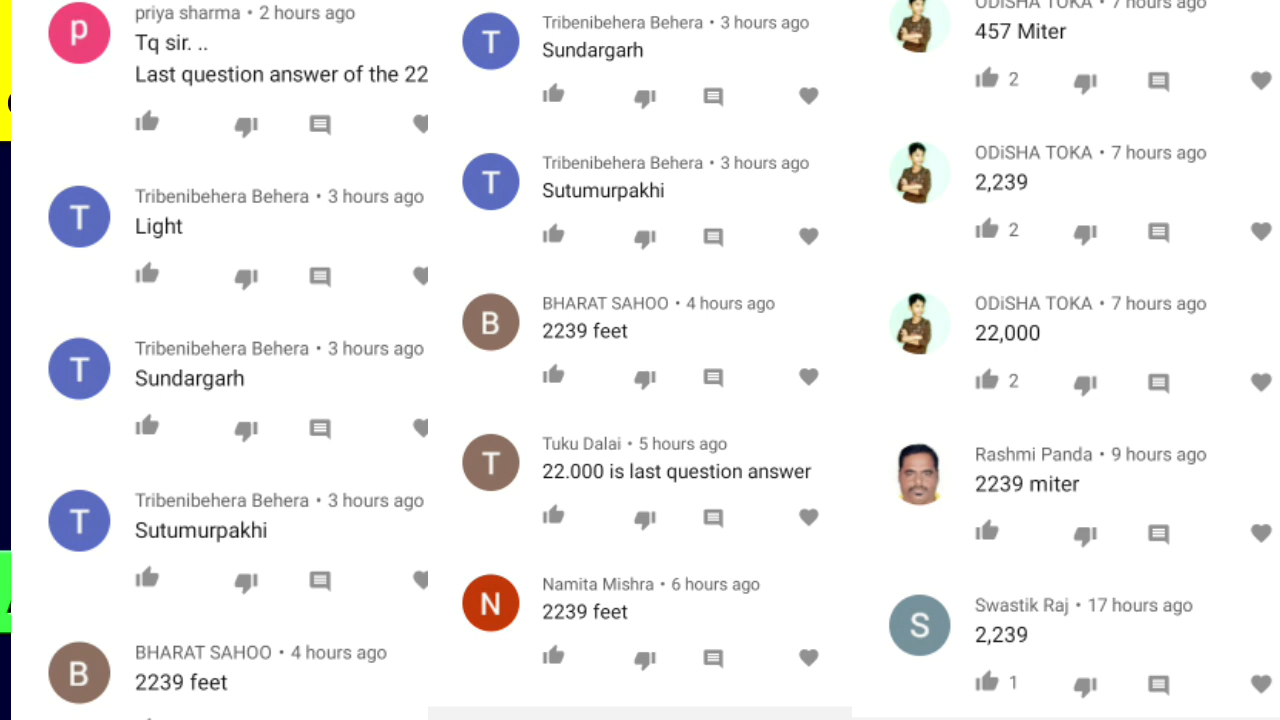 priya sharma • 2 hours ago
Tq sir. ..
Last question answer of the 22
Tribenibehera Behera • 3 hours ago
Light
Tribenibehera Behera • 3 hours ago
Sundargarh
Tribenibehera Behera • 3 hours ago
Sutumurpakhi
BHARAT SAHOO • 4 hours ago
2239 feet
Tribenibehera Behera • 3 hours ago
Sundargarh
Tribenibehera Behera • 3 hours ago
Sutumurpakhi
BHARAT SAHOO • 4 hours ago
2239 feet
Tuku Dalai • 5 hours ago
22.000 is last question answer
Namita Mishra • 6 hours ago
2239 feet
ODiSHA TOKA • 7 hours ago
457 Miter
2
ODiSHA TOKA • 7 hours ago
2,239
2
ODiSHA TOKA • 7 hours ago
22,000
2
Rashmi Panda • 9 hours ago
2239 miter
Swastik Raj • 17 hours ago
2,239
1